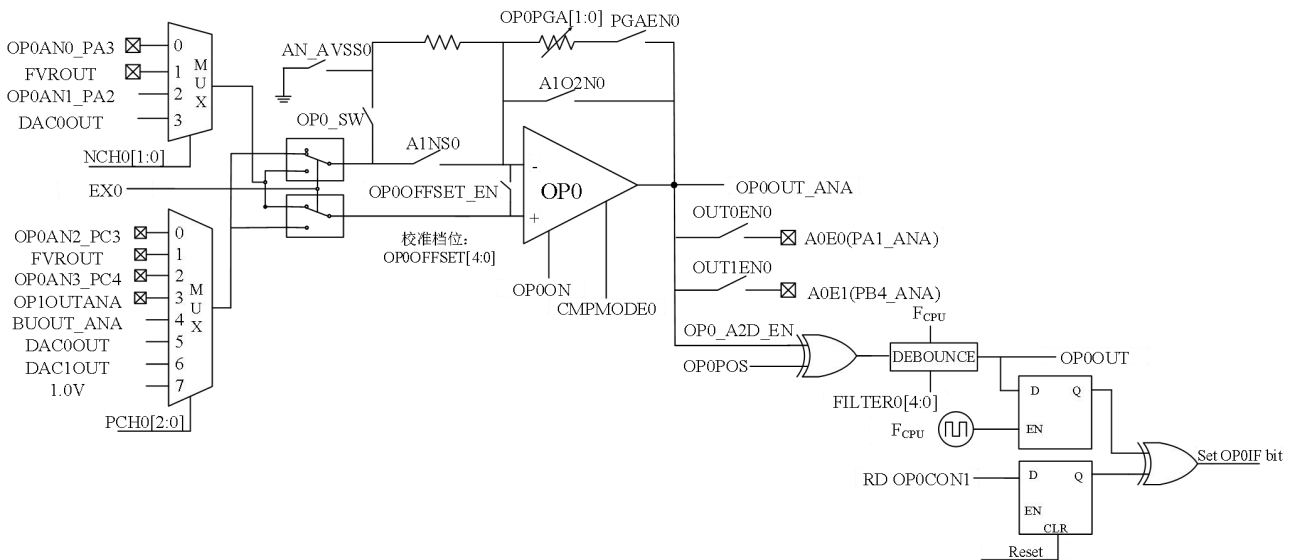 OP0PGA[1:0]
PGAEN0
OP0AN0_PA3
0
AN_AVSS0
FVROUT
1
M
U
X
OP0AN1_PA2
2
A1O2N0
DAC0OUT
3
OP0_SW
A1NS0
NCH0[1:0]
-
OP0
EX0
OP0OFFSET_EN
OP0OUT_ANA
+
OUT0EN0
OP0AN2_PC3
0
校准档位:
A0E0(PA1_ANA)
FVROUT
1
OP0OFFSET[4:0]
OP0AN3_PC4
2
OUT1EN0
OP1OUTANA
3
M
U
X
OP0ON
A0E1(PB4_ANA)
BUOUT_ANA
4
CMPMODE0
DAC0OUT
5
FCPU
OP0_A2D_EN
DAC1OUT
6
DEBOUNCE
OP0OUT
OP0POS
1.0V
7
PCH0[2:0]
FILTER0[4:0]
D
Q
FCPU
EN
Set OP0IF bit
RD OP0CON1
D
Q
EN
CLR
Reset